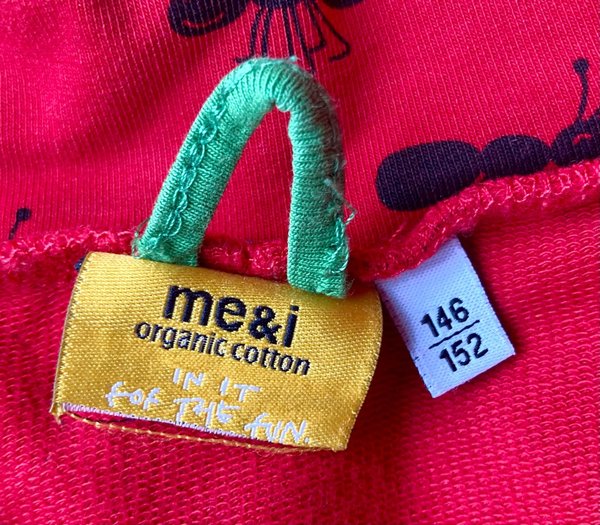 me&i
organic cotton
IN IT
FOR THE FUN.
146
152